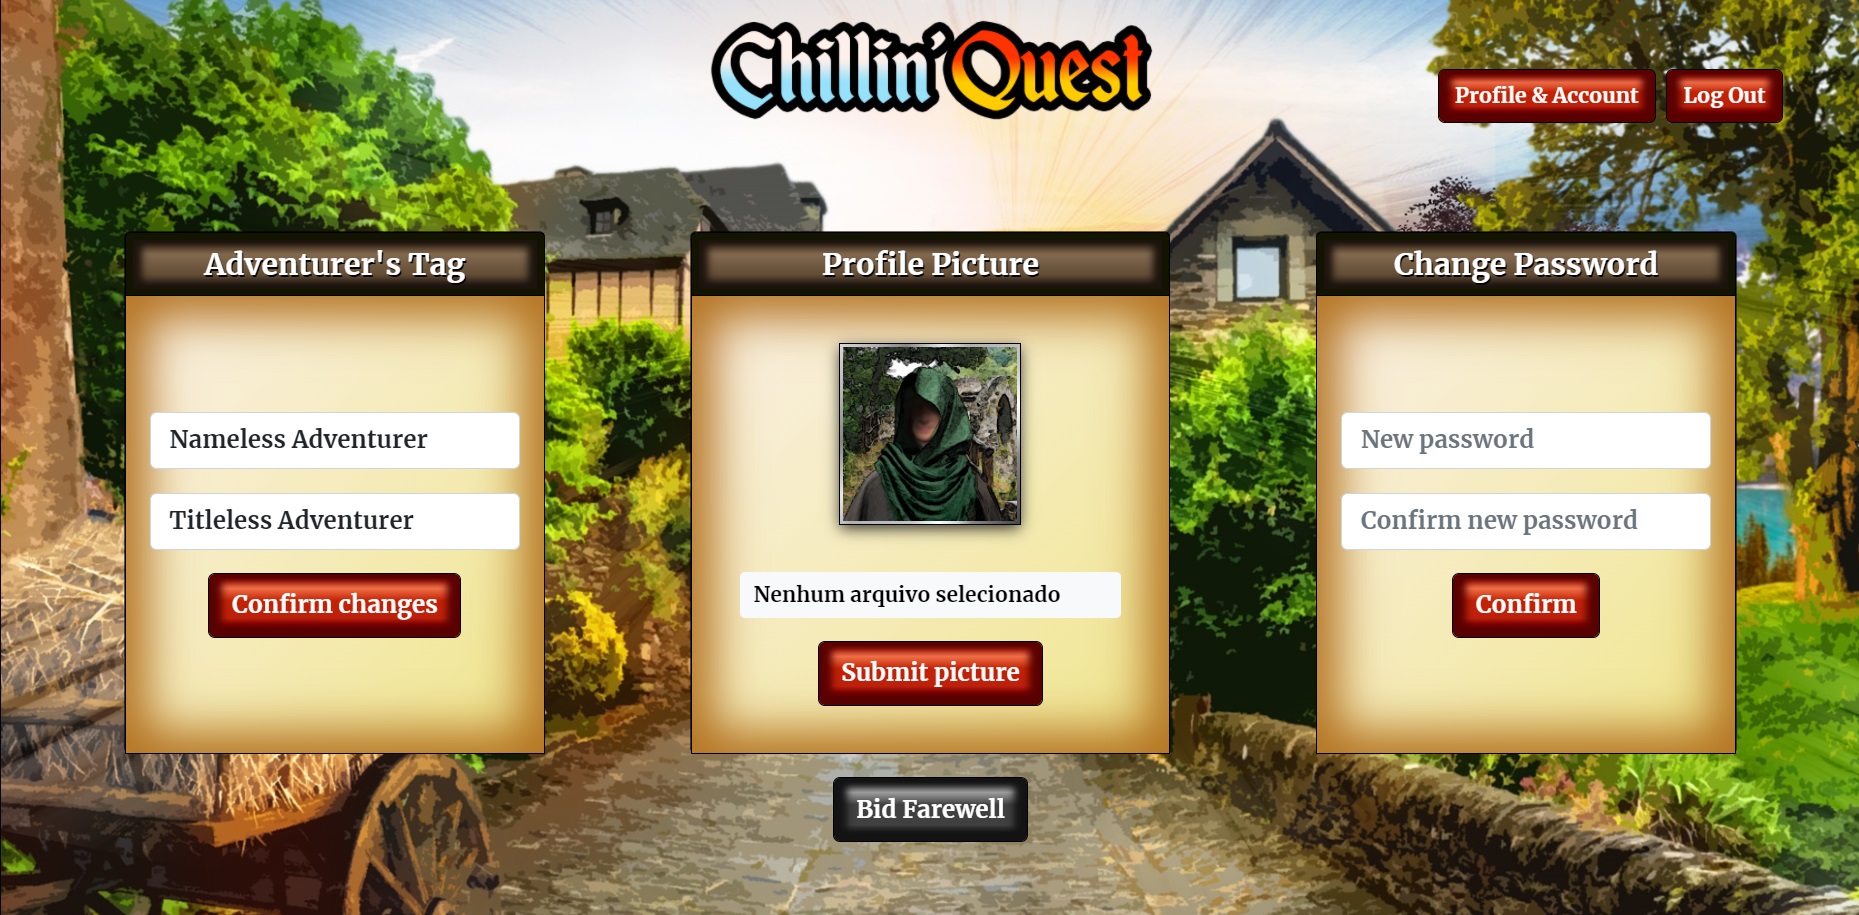 Chillin' Quest
Profile & Account
Log Out
Adventurer's Tag
Nameless Adventurer
Titleless Adventurer
Confirm changes
Profile Picture
Nenhum arquivo selecionado
Submit picture
Change Password
New password
Confirm new password
Confirm
Bid Farewell